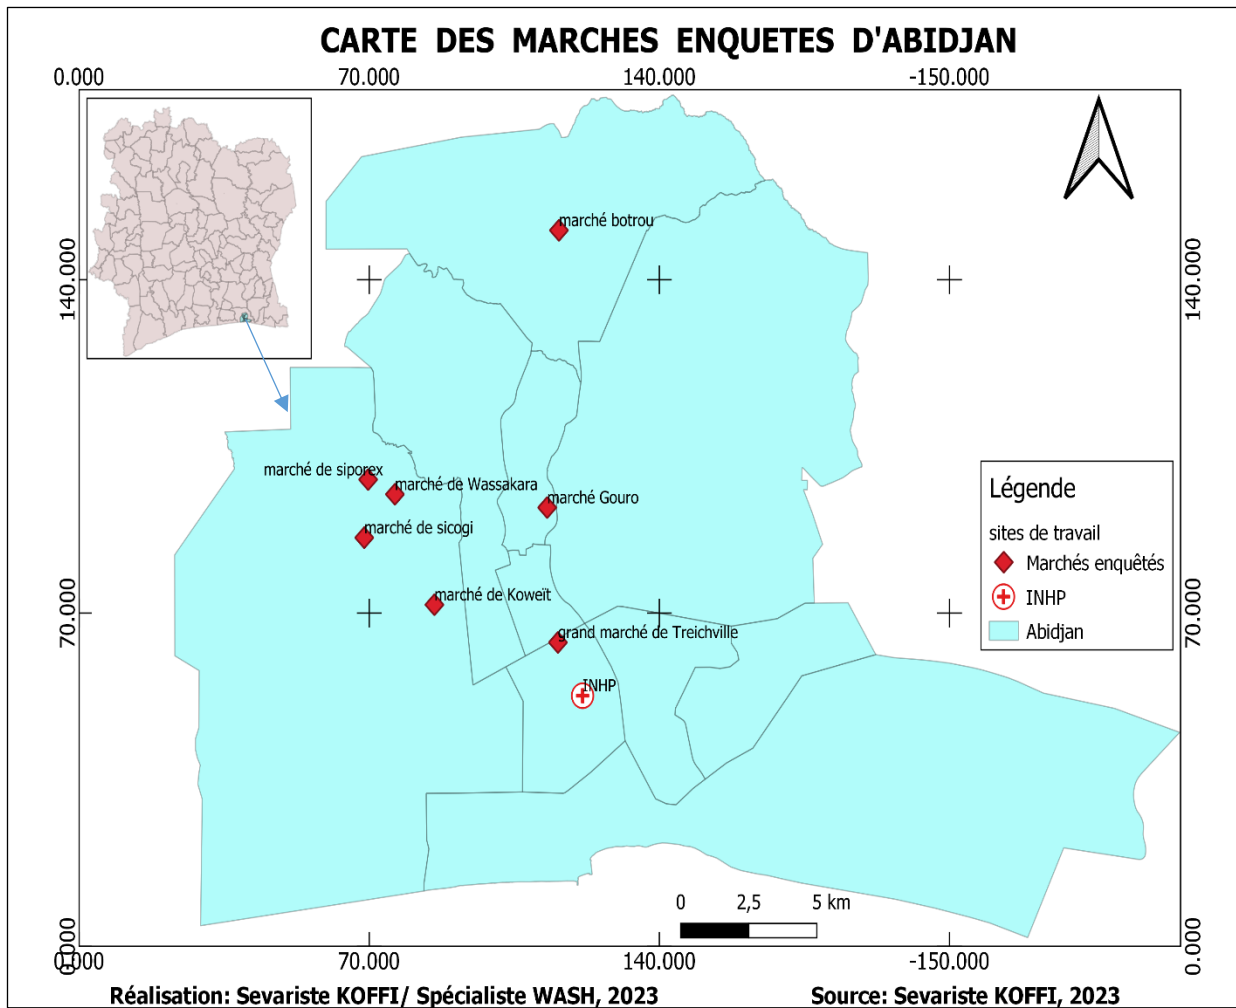 CARTE DES MARCHES ENQUETES D'ABIDJAN
0.000 70.000 140.000 -150.000
marché botrou
140.000 140.000
marché de siporex
marché de Wassakara
marché Gouro
marché de sicogi
marché de Koweït
grand marché de Treichville
INHP
70.000 70.000
Légende
sites de travail
Marchés enquêtés
INHP
Abidjan
0 2,5 5 km
0.000 0.000
0.000 70.000 140.000 -150.000
Réalisation: Sevariste KOFFI/ Spécialiste WASH, 2023 Source: Sevariste KOFFI, 2023